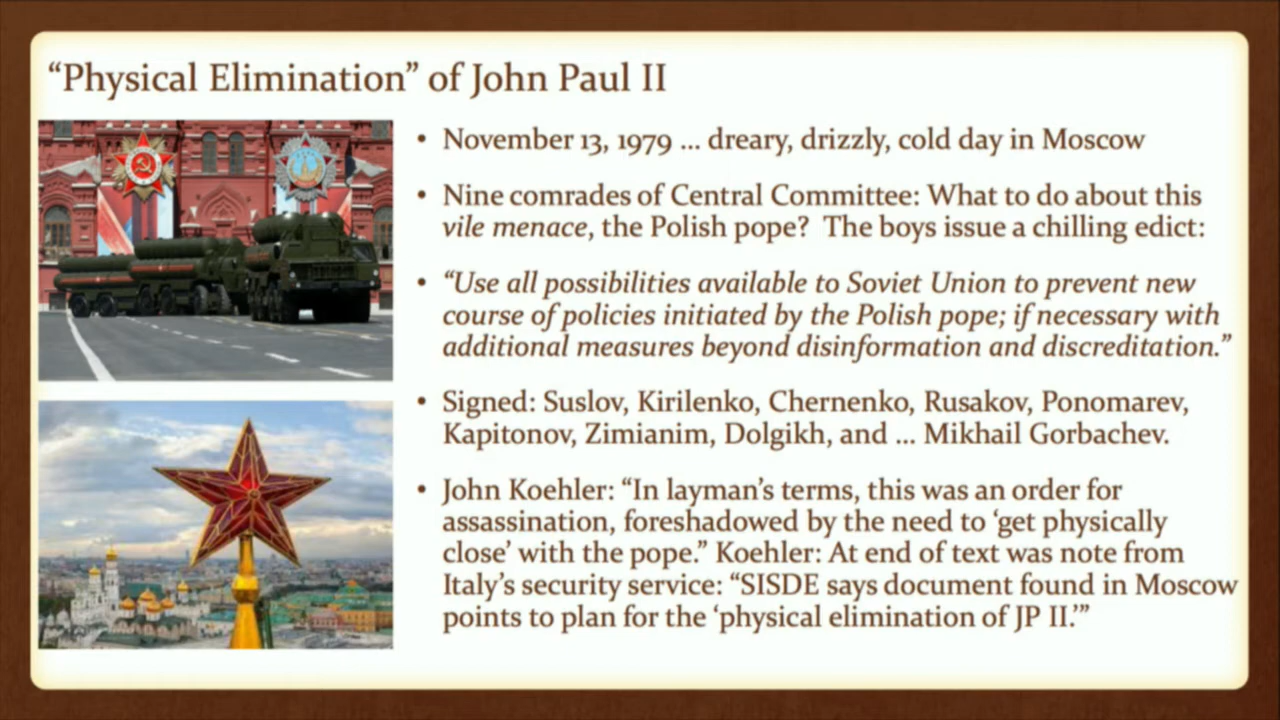 “Physical Elimination” of John Paul II
• November 13, 1979 ... dreary, drizzly, cold day in Moscow
• Nine comrades of Central Committee: What to do about this
vile menace, the Polish pope?  The boys issue a chilling edict:
• “Use all possibilities available to Soviet Union to prevent new
course of policies initiated by the Polish pope; if necessary with
additional measures beyond disinformation and discreditation.”
• Signed: Suslov, Kirilenko, Chernenko, Rusakov, Ponomarev,
Kapitonov, Zimianim, Dolgikh, and ... Mikhail Gorbachev.
• John Koehler: “In layman’s terms, this was an order for
assassination, foreshadowed by the need to ‘get physically
close’ with the pope.” Koehler: At end of text was note from
Italy’s security service: “SISDE says document found in Moscow
points to plan for the ‘physical elimination of JP II.’”